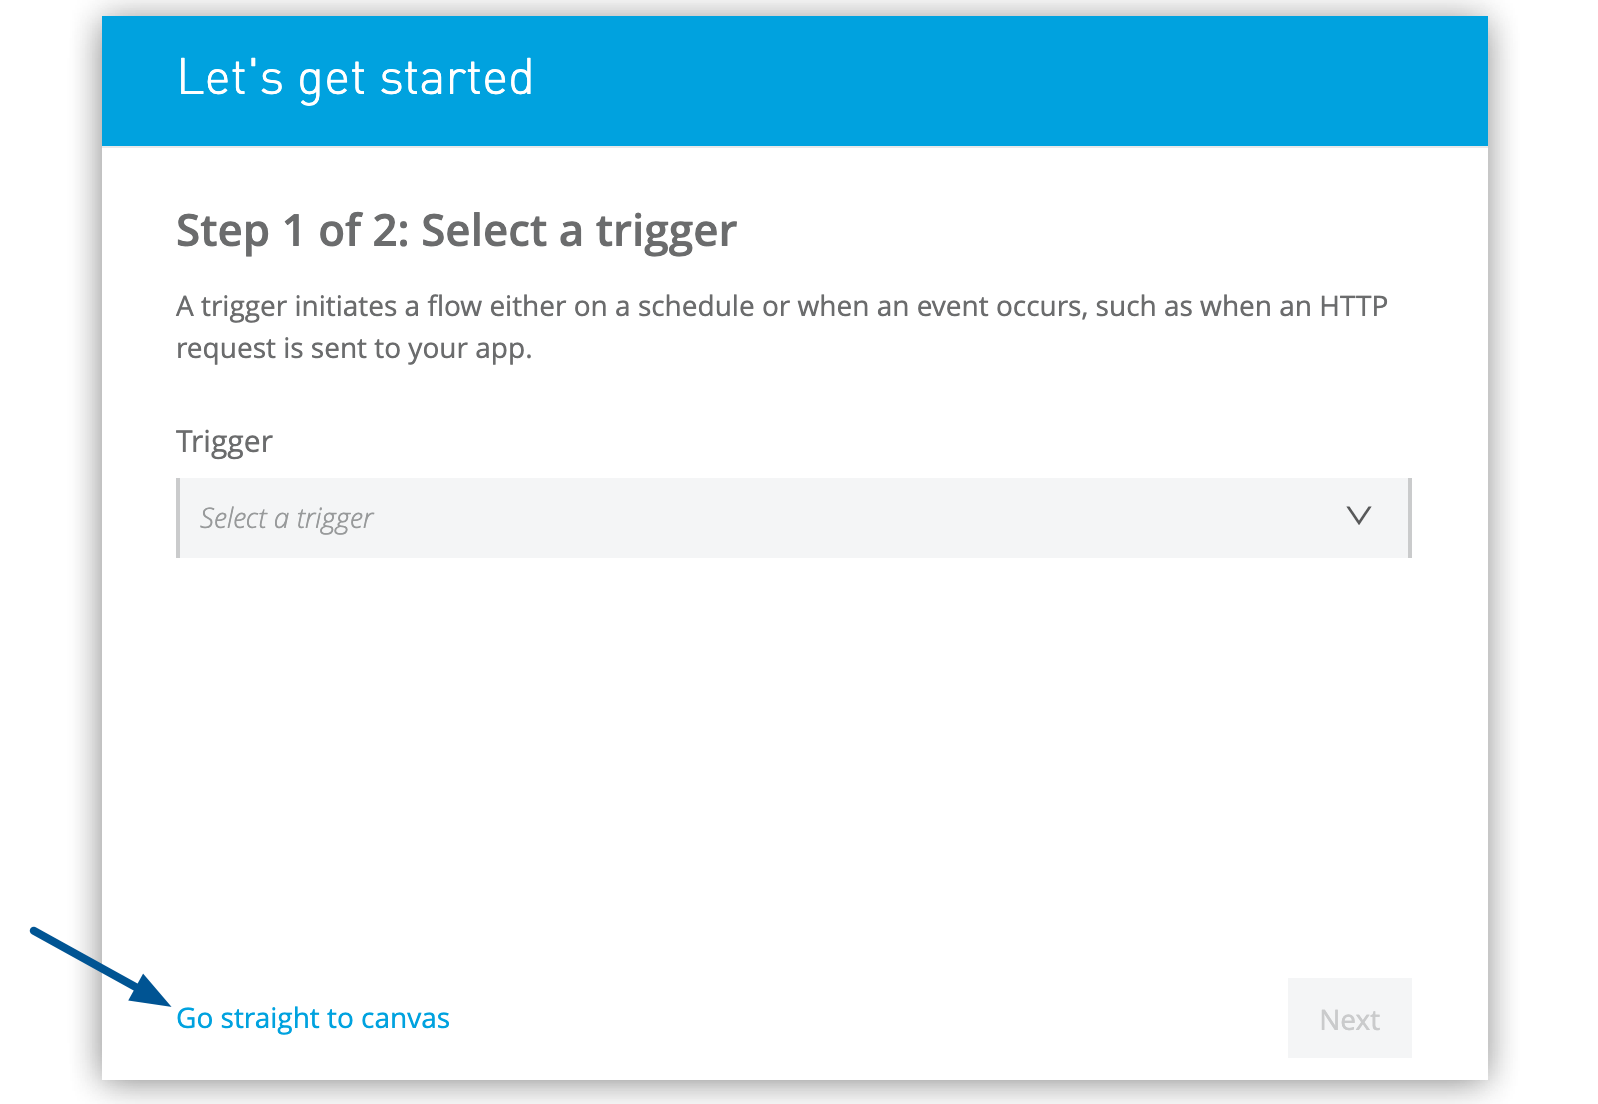 Let's get started
Step 1 of 2: Select a trigger
A trigger initiates a flow either on a schedule or when an event occurs, such as when an HTTP
request is sent to your app.
Trigger
Select a trigger
Go straight to canvas
Next